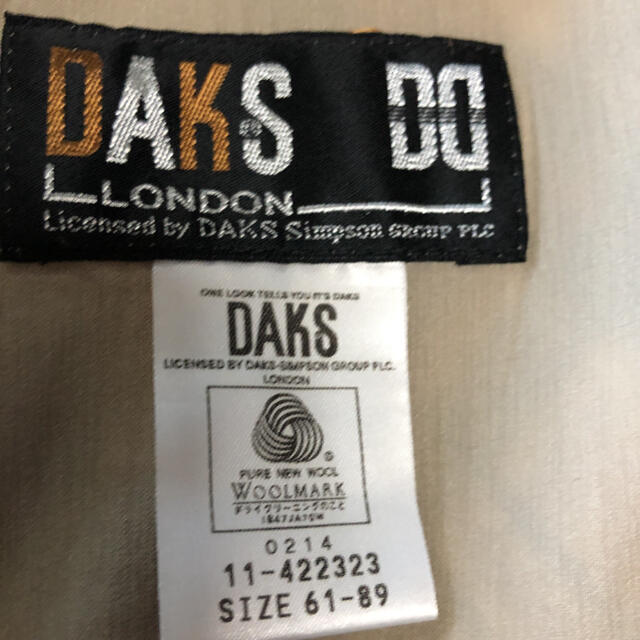 DAKS DD
LONDON
Licensed by DAKS Simpson GROUP PLC
ONE LOOK TELLS YOU IT'S DAKS
DAKS
LICENSED BY DAKS-SIMPSON GROUP PLC.
LONDON
®
PURE NEW WOOL
WOOLMARK
ドライクリーニングのこと
0214
11-422323
SIZE 61-89